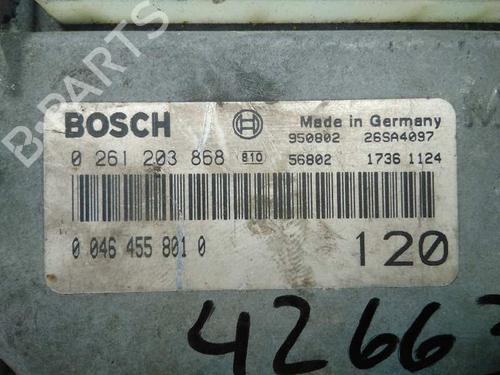 B-PARTS
BOSCH
Made in Germany
950802 26SA4097
0 261 203 868 810 56802 1736 1124
0 046 455 801 0
120
4266